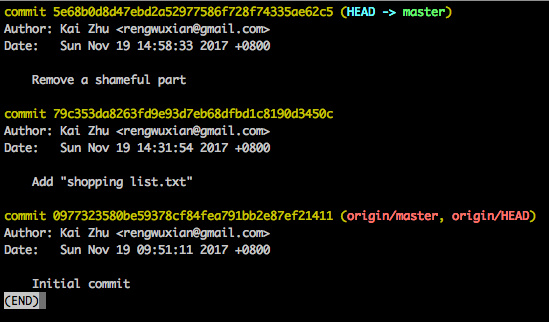 commit 5e68b0d8d47ebd2a52977586f728f74335ae62c5 (HEAD -> master)
Author: Kai Zhu <rengwuxian@gmail.com>
Date:   Sun Nov 19 14:58:33 2017 +0800
    Remove a shameful part
commit 79c353da8263fd9e93d7eb68dfbd1c8190d3450c
Author: Kai Zhu <rengwuxian@gmail.com>
Date:   Sun Nov 19 14:31:54 2017 +0800
    Add "shopping list.txt"
commit 0977323580be59378cf84fea791bb2e87ef21411 (origin/master, origin/HEAD)
Author: Kai Zhu <rengwuxian@gmail.com>
Date:   Sun Nov 19 09:51:11 2017 +0800
    Initial commit
(END)